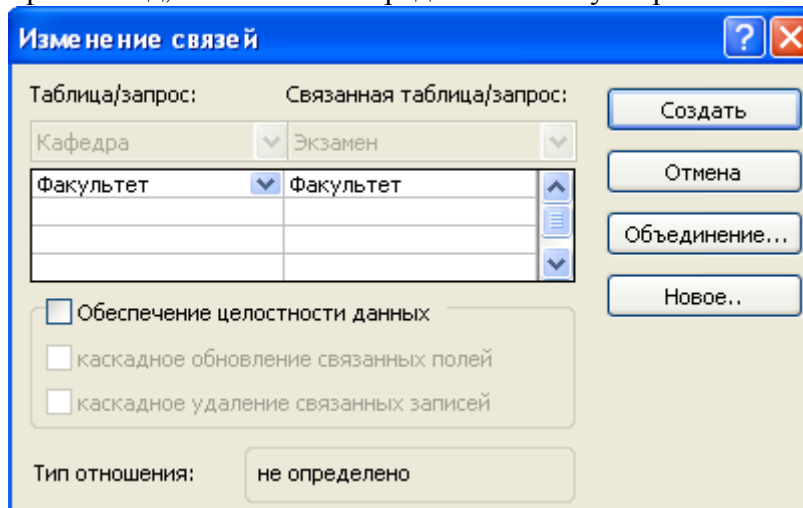 Изменение связей
Таблица/запрос: Связанная таблица/запрос:
Создать
Кафедра Экзамен
Отмена
Факультет Факультет
Объединение...
Новое..
Обеспечение целостности данных
каскадное обновление связанных полей
каскадное удаление связанных записей
Тип отношения: не определено